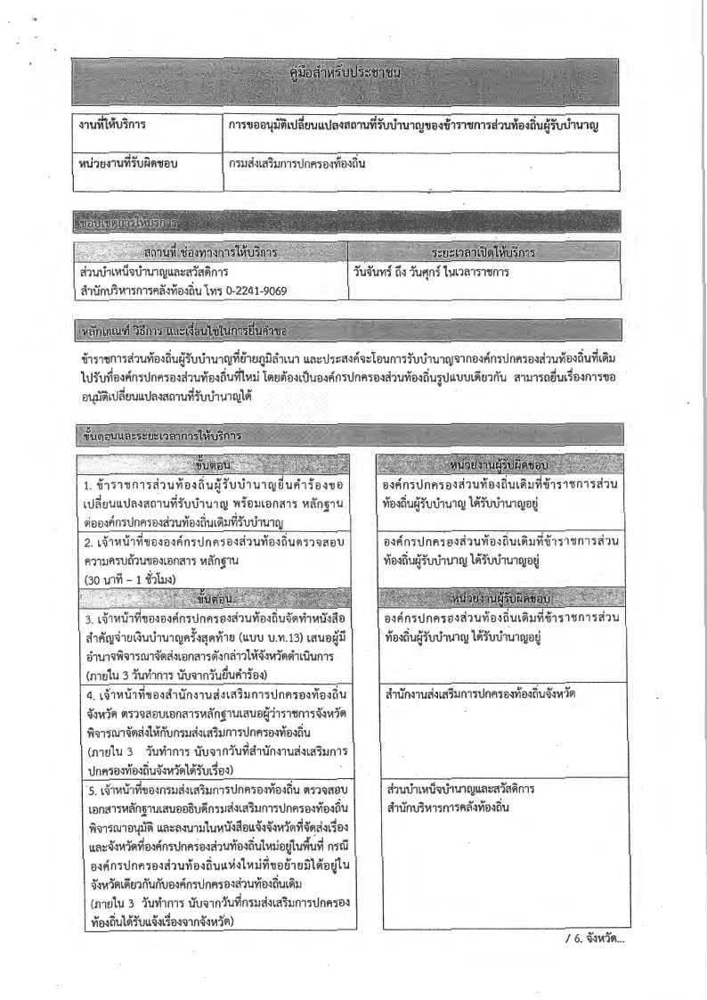 คู่มือสำหรับประชาชน
งานที่ให้บริการ
การขออนุมัติเปลี่ยนแปลงสถานที่รับบำนาญของข้าราชการส่วนท้องถิ่นผู้รับบำนาญ
หน่วยงานที่รับผิดชอบ
กรมส่งเสริมการปกครองท้องถิ่น
ขอบเขตการให้บริการ
สถานที่ ช่องทางการให้บริการ
ระยะเวลาเปิดให้บริการ
ส่วนบำเหน็จบำนาญและสวัสดิการ
สำนักบริหารการคลังท้องถิ่น โทร 0-2241-9069
วันจันทร์ ถึง วันศุกร์ ในเวลาราชการ
หลักเกณฑ์ วิธีการ และเงื่อนไขในการยื่นคำขอ
ข้าราชการส่วนท้องถิ่นผู้รับบำนาญที่ย้ายภูมิลำเนา และประสงค์จะโอนการรับบำนาญจากองค์กรปกครองส่วนท้องถิ่นที่เดิม
ไปรับที่องค์กรปกครองส่วนท้องถิ่นที่ใหม่ โดยต้องเป็นองค์กรปกครองส่วนท้องถิ่นรูปแบบเดียวกัน สามารถยื่นเรื่องการขอ
อนุมัติเปลี่ยนแปลงสถานที่รับบำนาญได้
ขั้นตอนและระยะเวลาการให้บริการ
ขั้นตอน
หน่วยงานผู้รับผิดชอบ
1. ข้าราชการส่วนท้องถิ่นผู้รับบำนาญยื่นคำร้องขอ
เปลี่ยนแปลงสถานที่รับบำนาญ พร้อมเอกสาร หลักฐาน
ต่อองค์กรปกครองส่วนท้องถิ่นเดิมที่รับบำนาญ
องค์กรปกครองส่วนท้องถิ่นเดิมที่ข้าราชการส่วน
ท้องถิ่นผู้รับบำนาญ ได้รับบำนาญอยู่
2. เจ้าหน้าที่ขององค์กรปกครองส่วนท้องถิ่นตรวจสอบ
ความครบถ้วนของเอกสาร หลักฐาน
(30 นาที – 1 ชั่วโมง)
องค์กรปกครองส่วนท้องถิ่นเดิมที่ข้าราชการส่วน
ท้องถิ่นผู้รับบำนาญ ได้รับบำนาญอยู่
ขั้นตอน
หน่วยงานผู้รับผิดชอบ
3. เจ้าหน้าที่ขององค์กรปกครองส่วนท้องถิ่นจัดทำหนังสือ
สำคัญจ่ายเงินบำนาญครั้งสุดท้าย (แบบ บ.ท.13) เสนอผู้มี
อำนาจพิจารณาจัดส่งเอกสารดังกล่าวให้จังหวัดดำเนินการ
(ภายใน 3 วันทำการ นับจากวันยื่นคำร้อง)
องค์กรปกครองส่วนท้องถิ่นเดิมที่ข้าราชการส่วน
ท้องถิ่นผู้รับบำนาญ ได้รับบำนาญอยู่
4. เจ้าหน้าที่ของสำนักงานส่งเสริมการปกครองท้องถิ่น
จังหวัด ตรวจสอบเอกสารหลักฐานเสนอผู้ว่าราชการจังหวัด
พิจารณาจัดส่งให้กับกรมส่งเสริมการปกครองท้องถิ่น
(ภายใน 3 วันทำการ นับจากวันที่สำนักงานส่งเสริมการ
ปกครองท้องถิ่นจังหวัดได้รับเรื่อง)
สำนักงานส่งเสริมการปกครองท้องถิ่นจังหวัด
5. เจ้าหน้าที่ของกรมส่งเสริมการปกครองท้องถิ่น ตรวจสอบ
เอกสารหลักฐานเสนออธิบดีกรมส่งเสริมการปกครองท้องถิ่น
พิจารณาอนุมัติ และลงนามในหนังสือแจ้งจังหวัดที่จัดส่งเรื่อง
และจังหวัดที่องค์กรปกครองส่วนท้องถิ่นใหม่อยู่ในพื้นที่ กรณี
องค์กรปกครองส่วนท้องถิ่นแห่งใหม่ที่ขอย้ายมิได้อยู่ใน
จังหวัดเดียวกันกับองค์กรปกครองส่วนท้องถิ่นเดิม
(ภายใน 3 วันทำการ นับจากวันที่กรมส่งเสริมการปกครอง
ท้องถิ่นได้รับแจ้งเรื่องจากจังหวัด)
ส่วนบำเหน็จบำนาญและสวัสดิการ
สำนักบริหารการคลังท้องถิ่น
/ 6. จังหวัด...